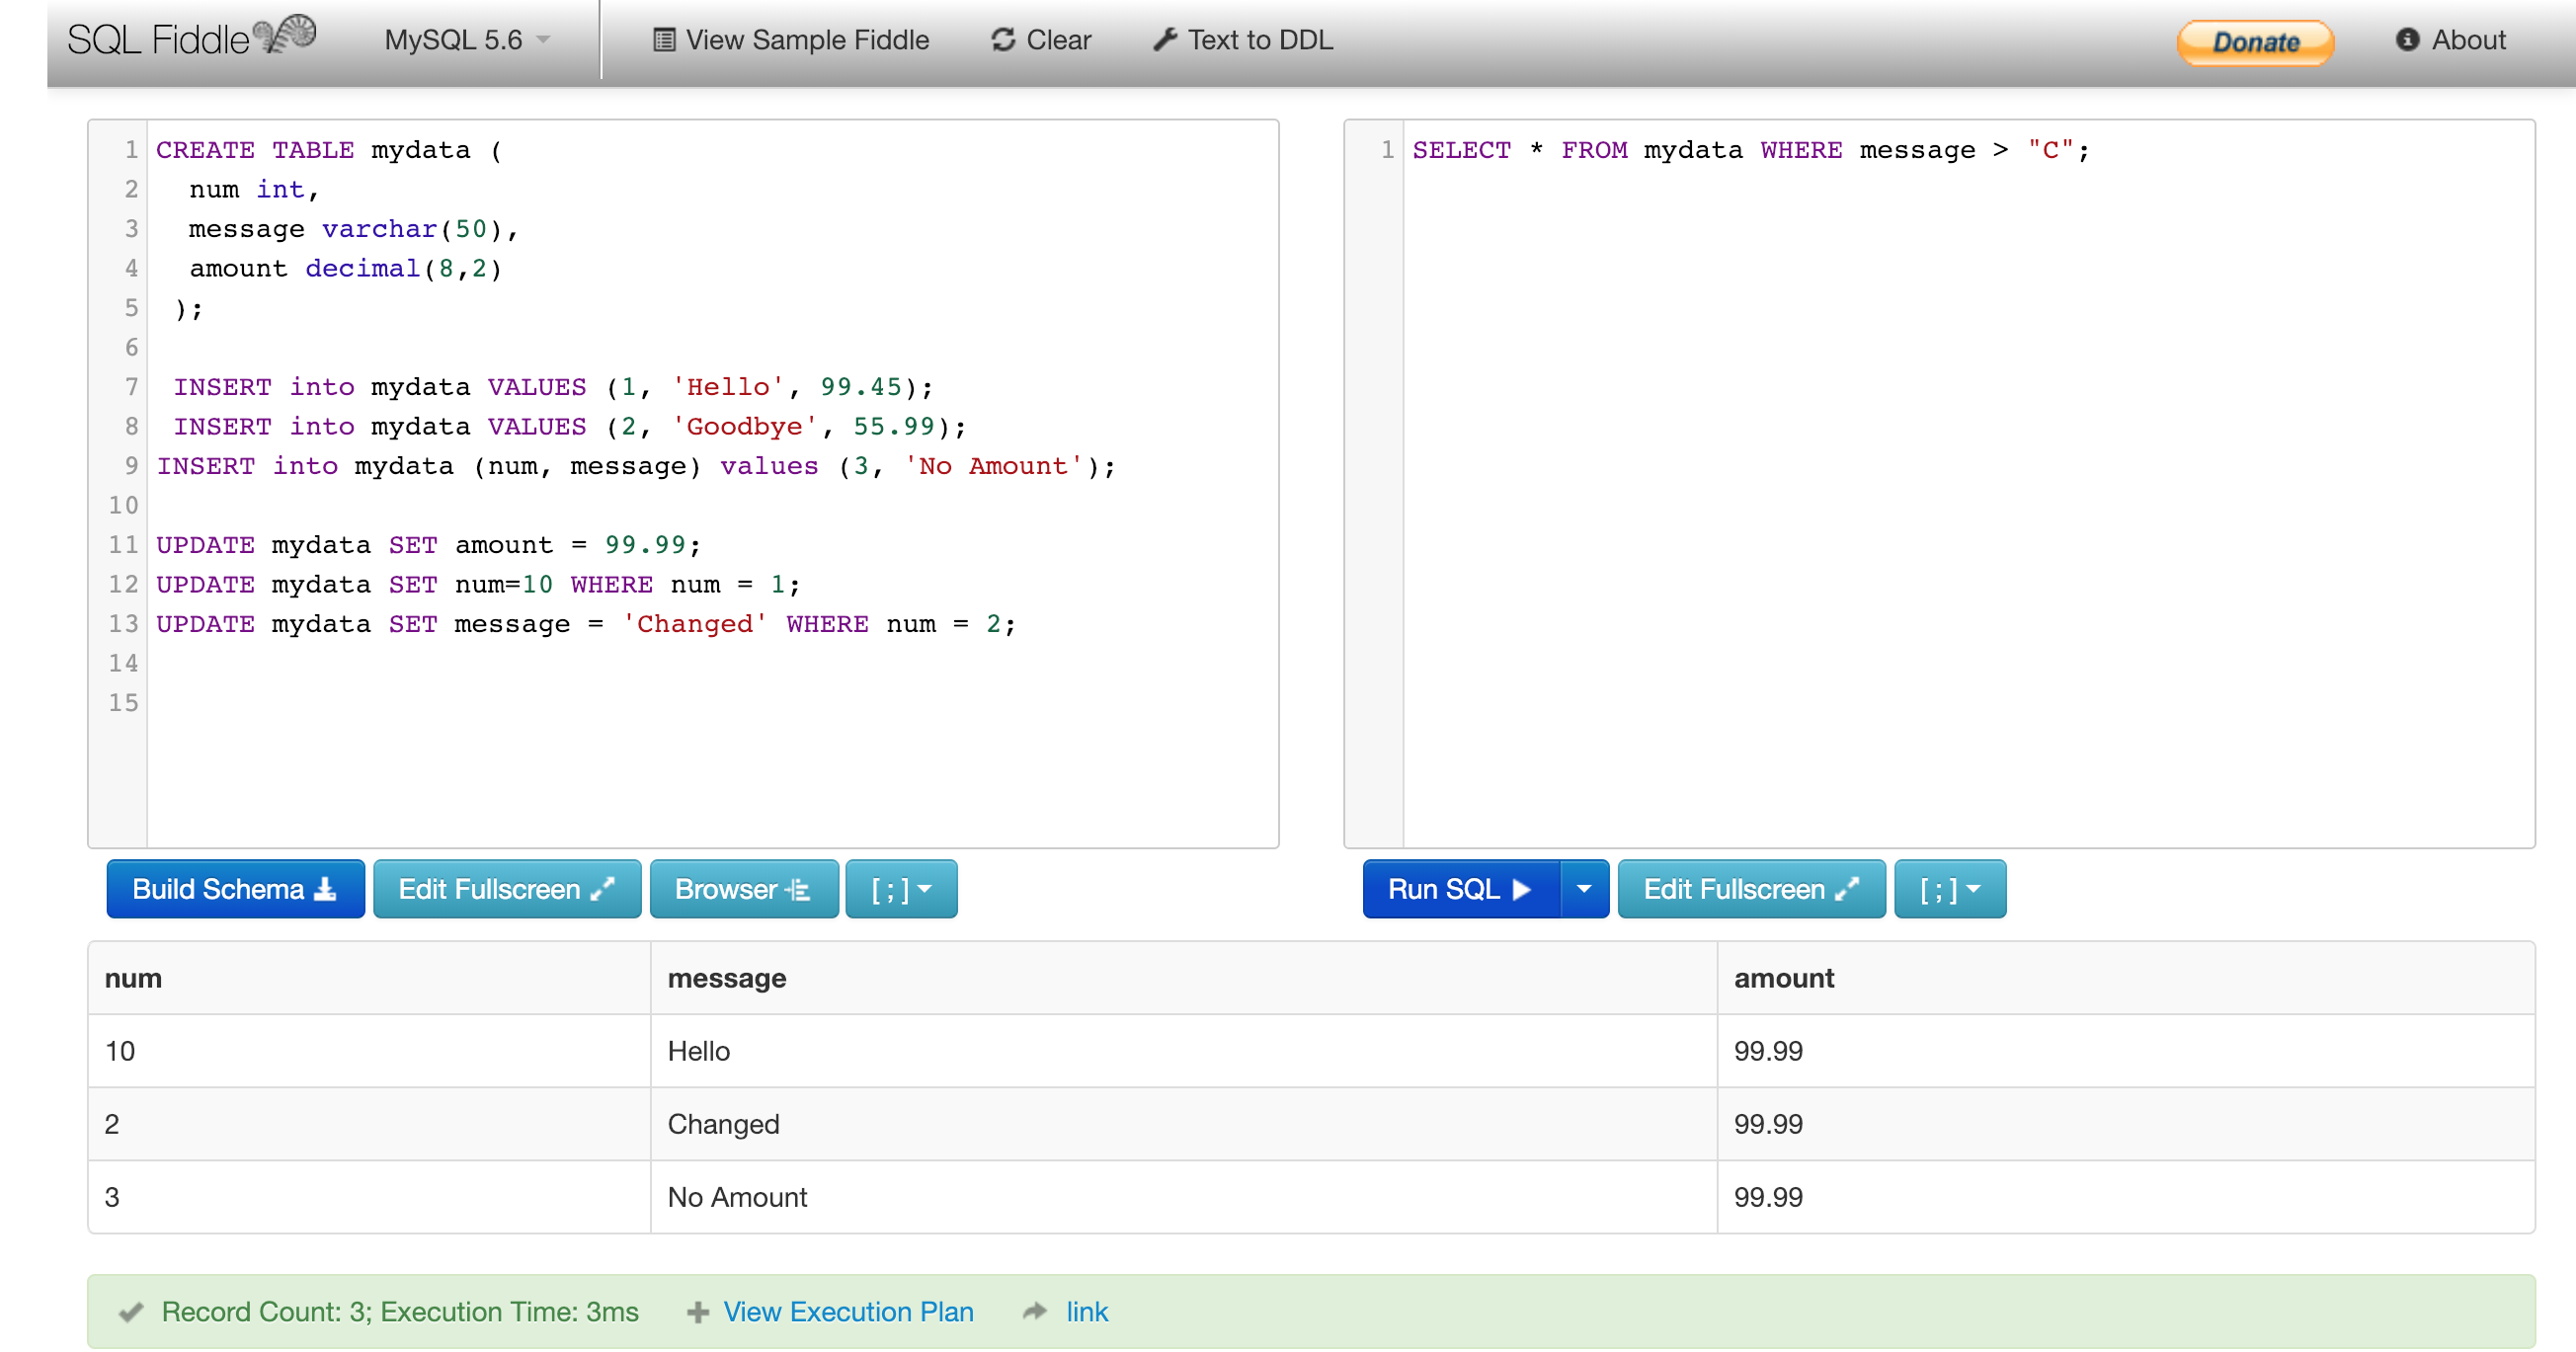 SQL Fiddle MySQL 5.6 View Sample Fiddle Clear Text to DDL Donate About
1 CREATE TABLE mydata (
2 num int,
3 message varchar(50),
4 amount decimal(8,2)
5 );
6
7 INSERT into mydata VALUES (1, 'Hello', 99.45);
8 INSERT into mydata VALUES (2, 'Goodbye', 55.99);
9 INSERT into mydata (num, message) values (3, 'No Amount');
10
11 UPDATE mydata SET amount = 99.99;
12 UPDATE mydata SET num=10 WHERE num = 1;
13 UPDATE mydata SET message = 'Changed' WHERE num = 2;
14
15
1 SELECT * FROM mydata WHERE message > "C";
Build Schema Edit Fullscreen Browser [ ; ]
Run SQL Edit Fullscreen [ ; ]
num message amount
10 Hello 99.99
2 Changed 99.99
3 No Amount 99.99
Record Count: 3; Execution Time: 3ms View Execution Plan link